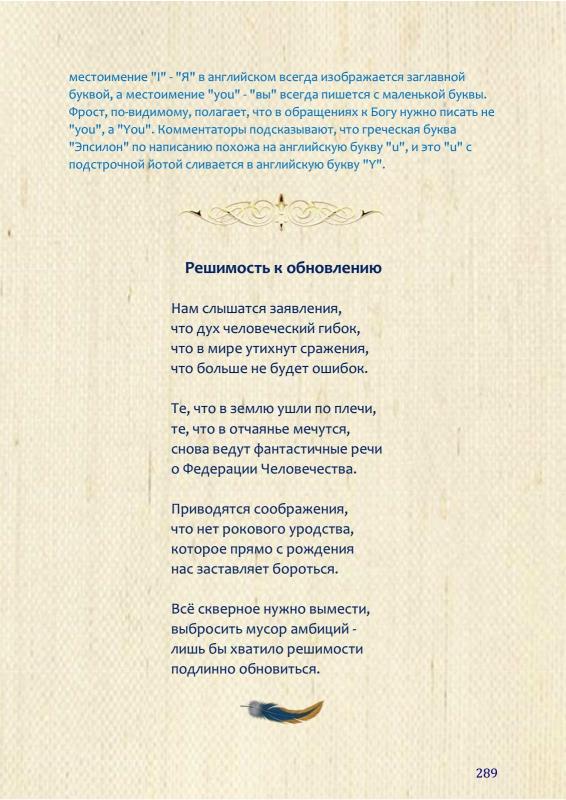 местоимение "I" - "Я" в английском всегда изображается заглавной
буквой, а местоимение "you" - "вы" всегда пишется с маленькой буквы.
Фрост, по-видимому, полагает, что в обращениях к Богу нужно писать не
"you", а "You". Комментаторы подсказывают, что греческая буква
"Эпсилон" по написанию похожа на английскую букву "u", и это "u" с
подстрочной йотой сливается в английскую букву "Y".
Решимость к обновлению
Нам слышатся заявления,
что дух человеческий гибок,
что в мире утихнут сражения,
что больше не будет ошибок.
Те, что в землю ушли по плечи,
те, что в отчаянье мечутся,
снова ведут фантастичные речи
о Федерации Человечества.
Приводятся соображения,
что нет рокового уродства,
которое прямо с рождения
нас заставляет бороться.
Всё скверное нужно вымести,
выбросить мусор амбиций -
лишь бы хватило решимости
подлинно обновиться.
289